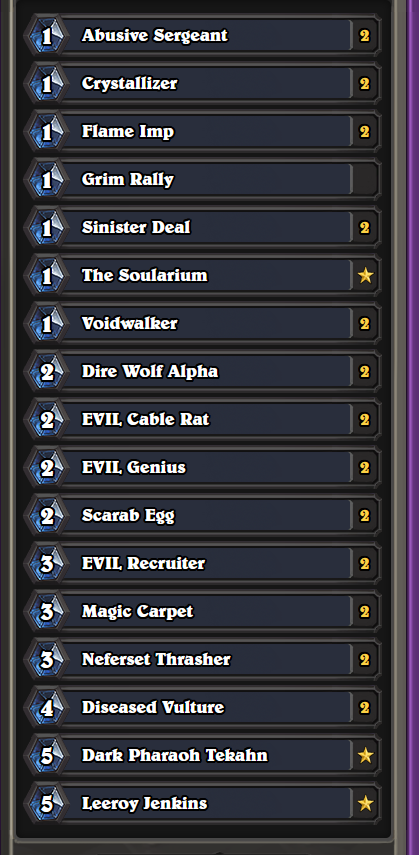 1 Abusive Sergeant 2
1 Crystallizer 2
1 Flame Imp 2
1 Grim Rally
1 Sinister Deal 2
1 The Soularium ★
1 Voidwalker 2
2 Dire Wolf Alpha 2
2 EVIL Cable Rat 2
2 EVIL Genius 2
2 Scarab Egg 2
3 EVIL Recruiter 2
3 Magic Carpet 2
3 Neferset Thrasher 2
4 Diseased Vulture 2
5 Dark Pharaoh Tekahn ★
5 Leeroy Jenkins ★